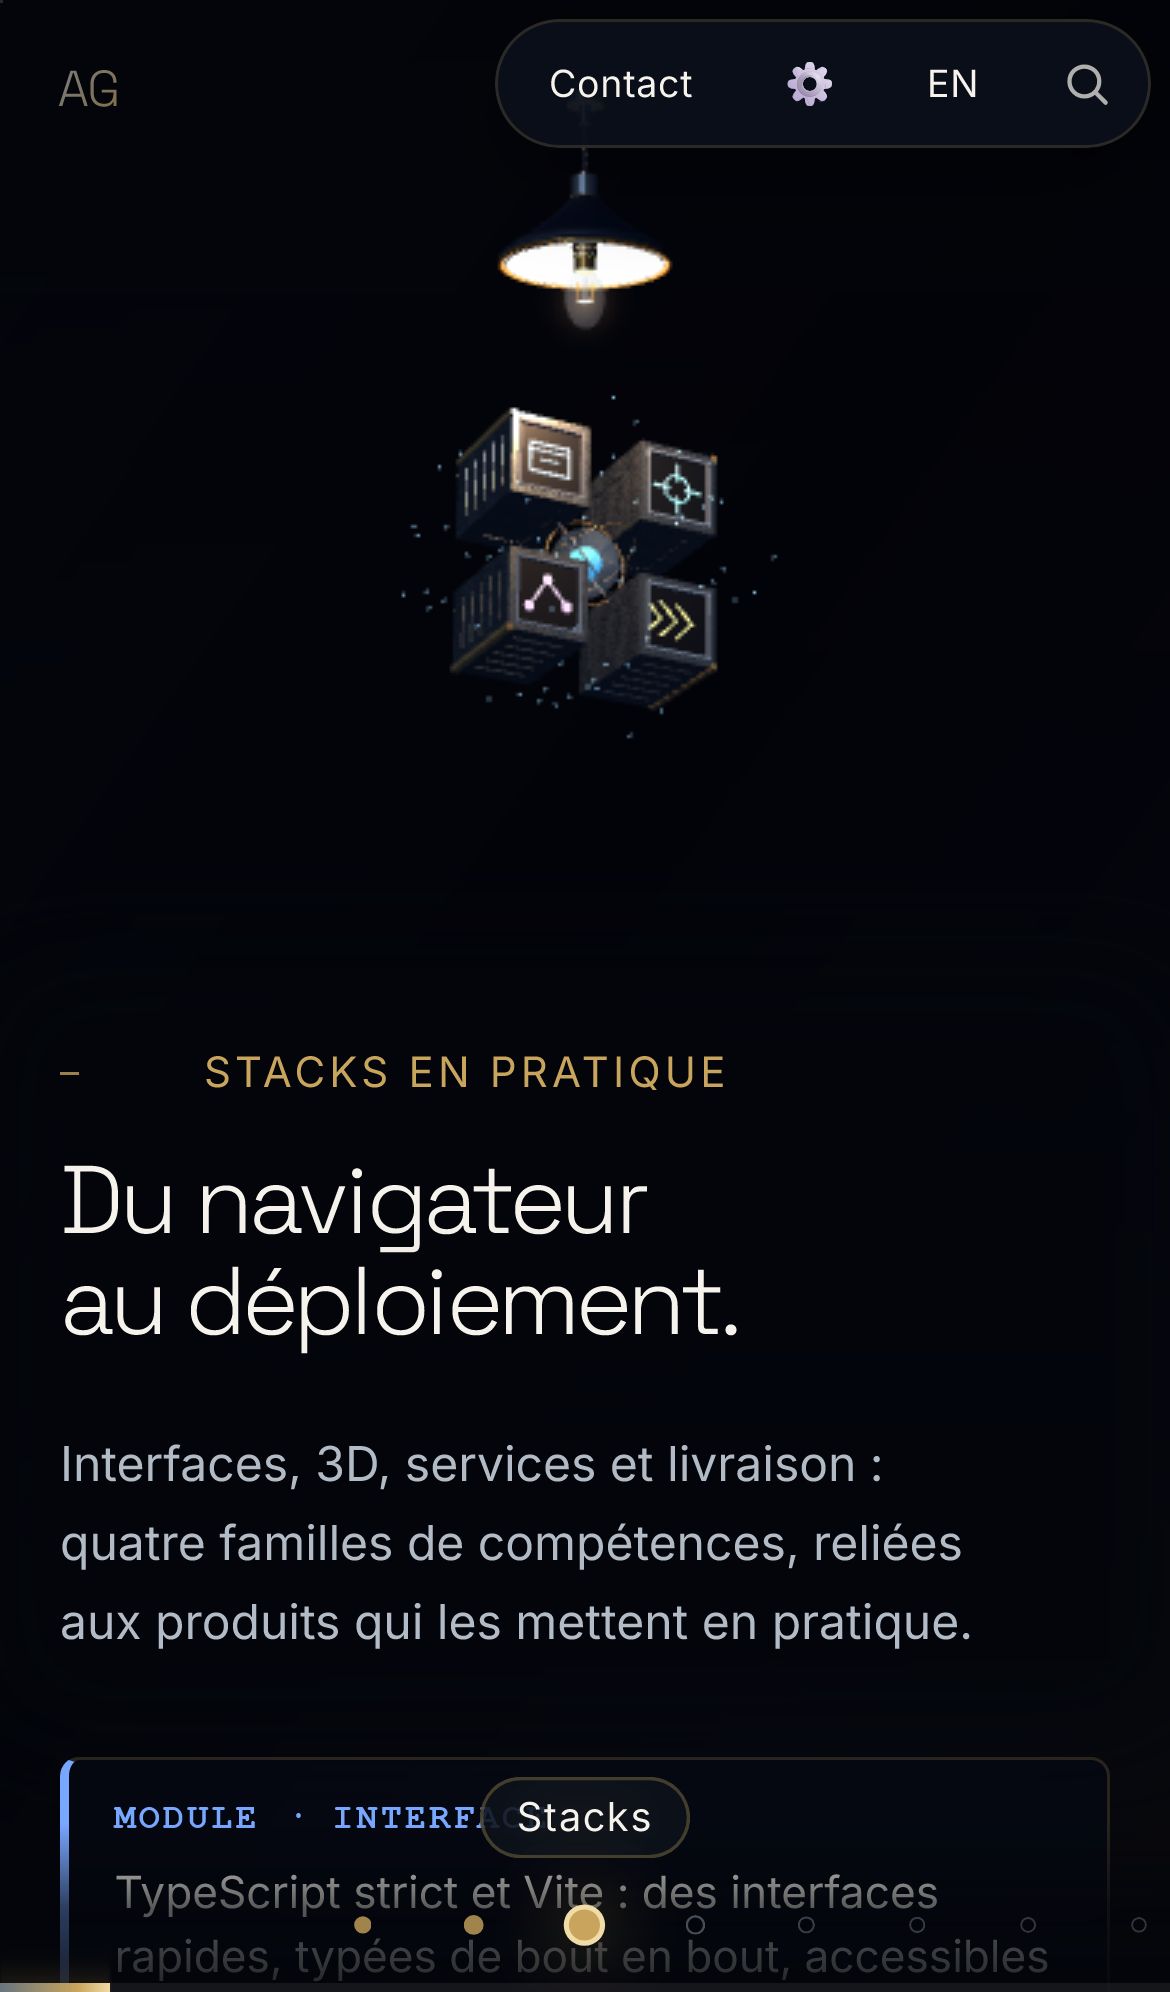 AG
Contact
EN
– STACKS EN PRATIQUE
Du navigateur
au déploiement.
Interfaces, 3D, services et livraison :
quatre familles de compétences, reliées
aux produits qui les mettent en pratique.
MODULE ·
Stacks
TypeScript strict et Vite : des interfaces
rapides, typées de bout en bout, accessibles